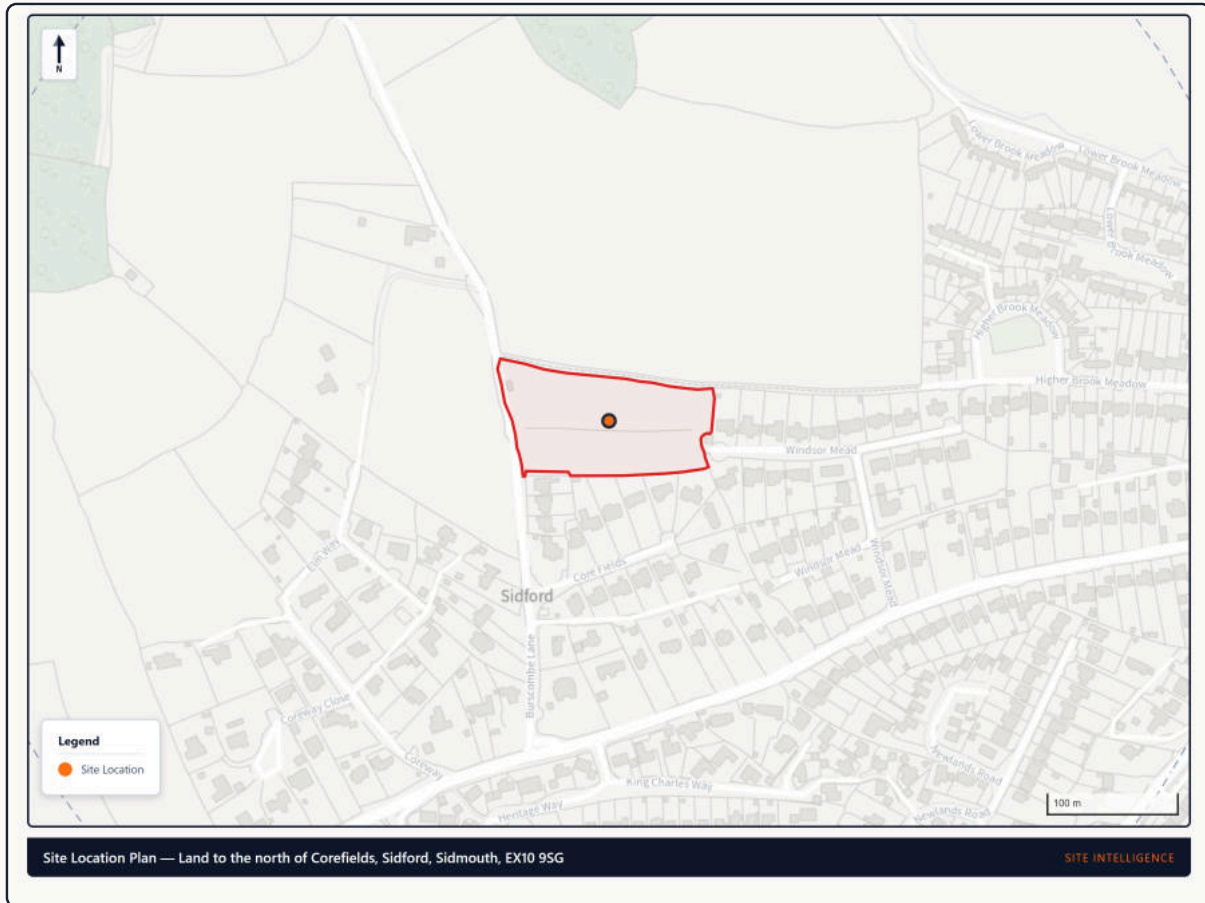 N
Lower Brook Meadow
Lower Brook Meadow
Lower Brook Meadow
Higher Brook Meadow
Higher Brook Meadow
Windsor Mead
Elm Way
Core Fields
Windsor Mead
Windsor Mead
Sidford
Burscombe Lane
Coreway Close
Coreway
Newlands Road
King Charles Way
Heritage Way
Newlands Road
Legend
Site Location
100 m
Site Location Plan — Land to the north of Corefields, Sidford, Sidmouth, EX10 9SG
SITE INTELLIGENCE